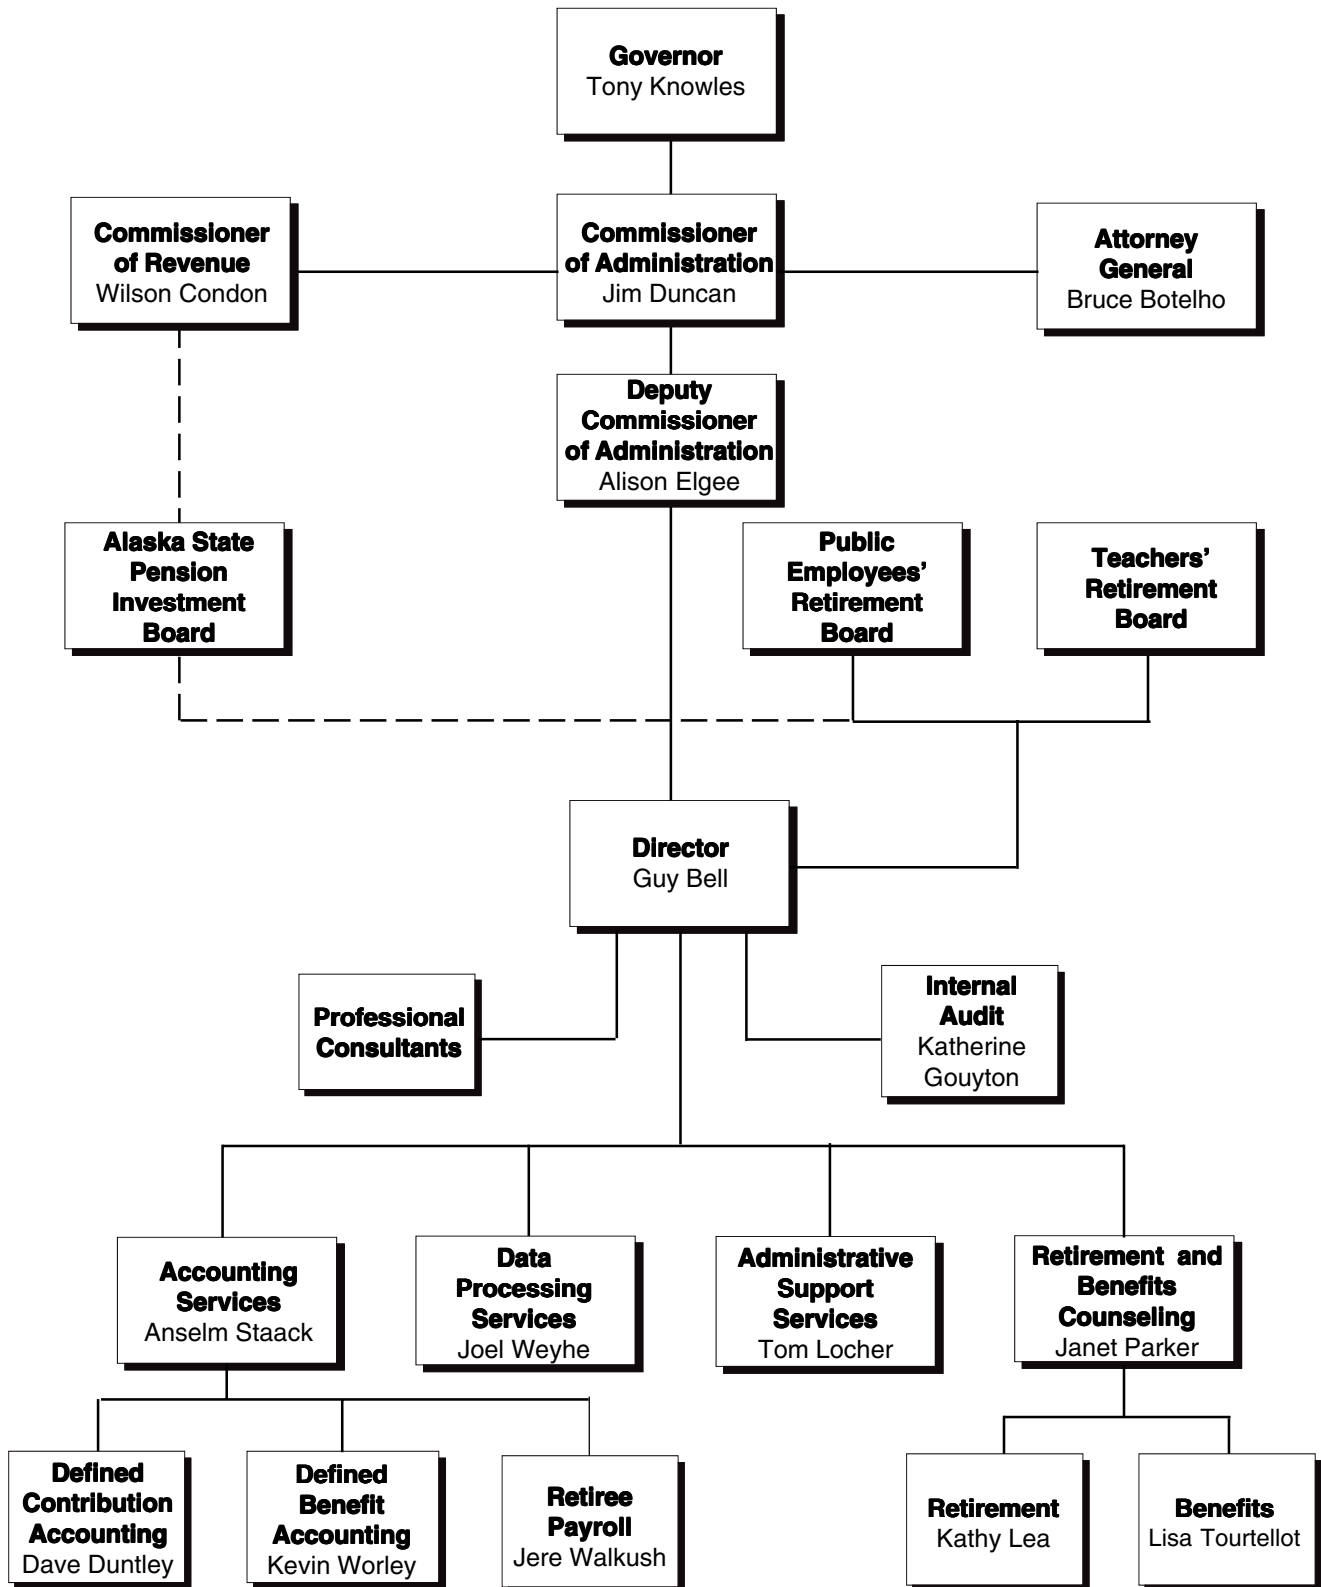 Governor
Tony Knowles
Commissioner
of Revenue
Wilson Condon
Commissioner
of Administration
Jim Duncan
Attorney
General
Bruce Botelho
Deputy
Commissioner
of Administration
Alison Elgee
Alaska State
Pension
Investment
Board
Public
Employees’
Retirement
Board
Teachers’
Retirement
Board
Director
Guy Bell
Professional
Consultants
Internal
Audit
Katherine
Gouyton
Accounting
Services
Anselm Staack
Data
Processing
Services
Joel Weyhe
Administrative
Support
Services
Tom Locher
Retirement and
Benefits
Counseling
Janet Parker
Defined
Contribution
Accounting
Dave Duntley
Defined
Benefit
Accounting
Kevin Worley
Retiree
Payroll
Jere Walkush
Retirement
Kathy Lea
Benefits
Lisa Tourtellot